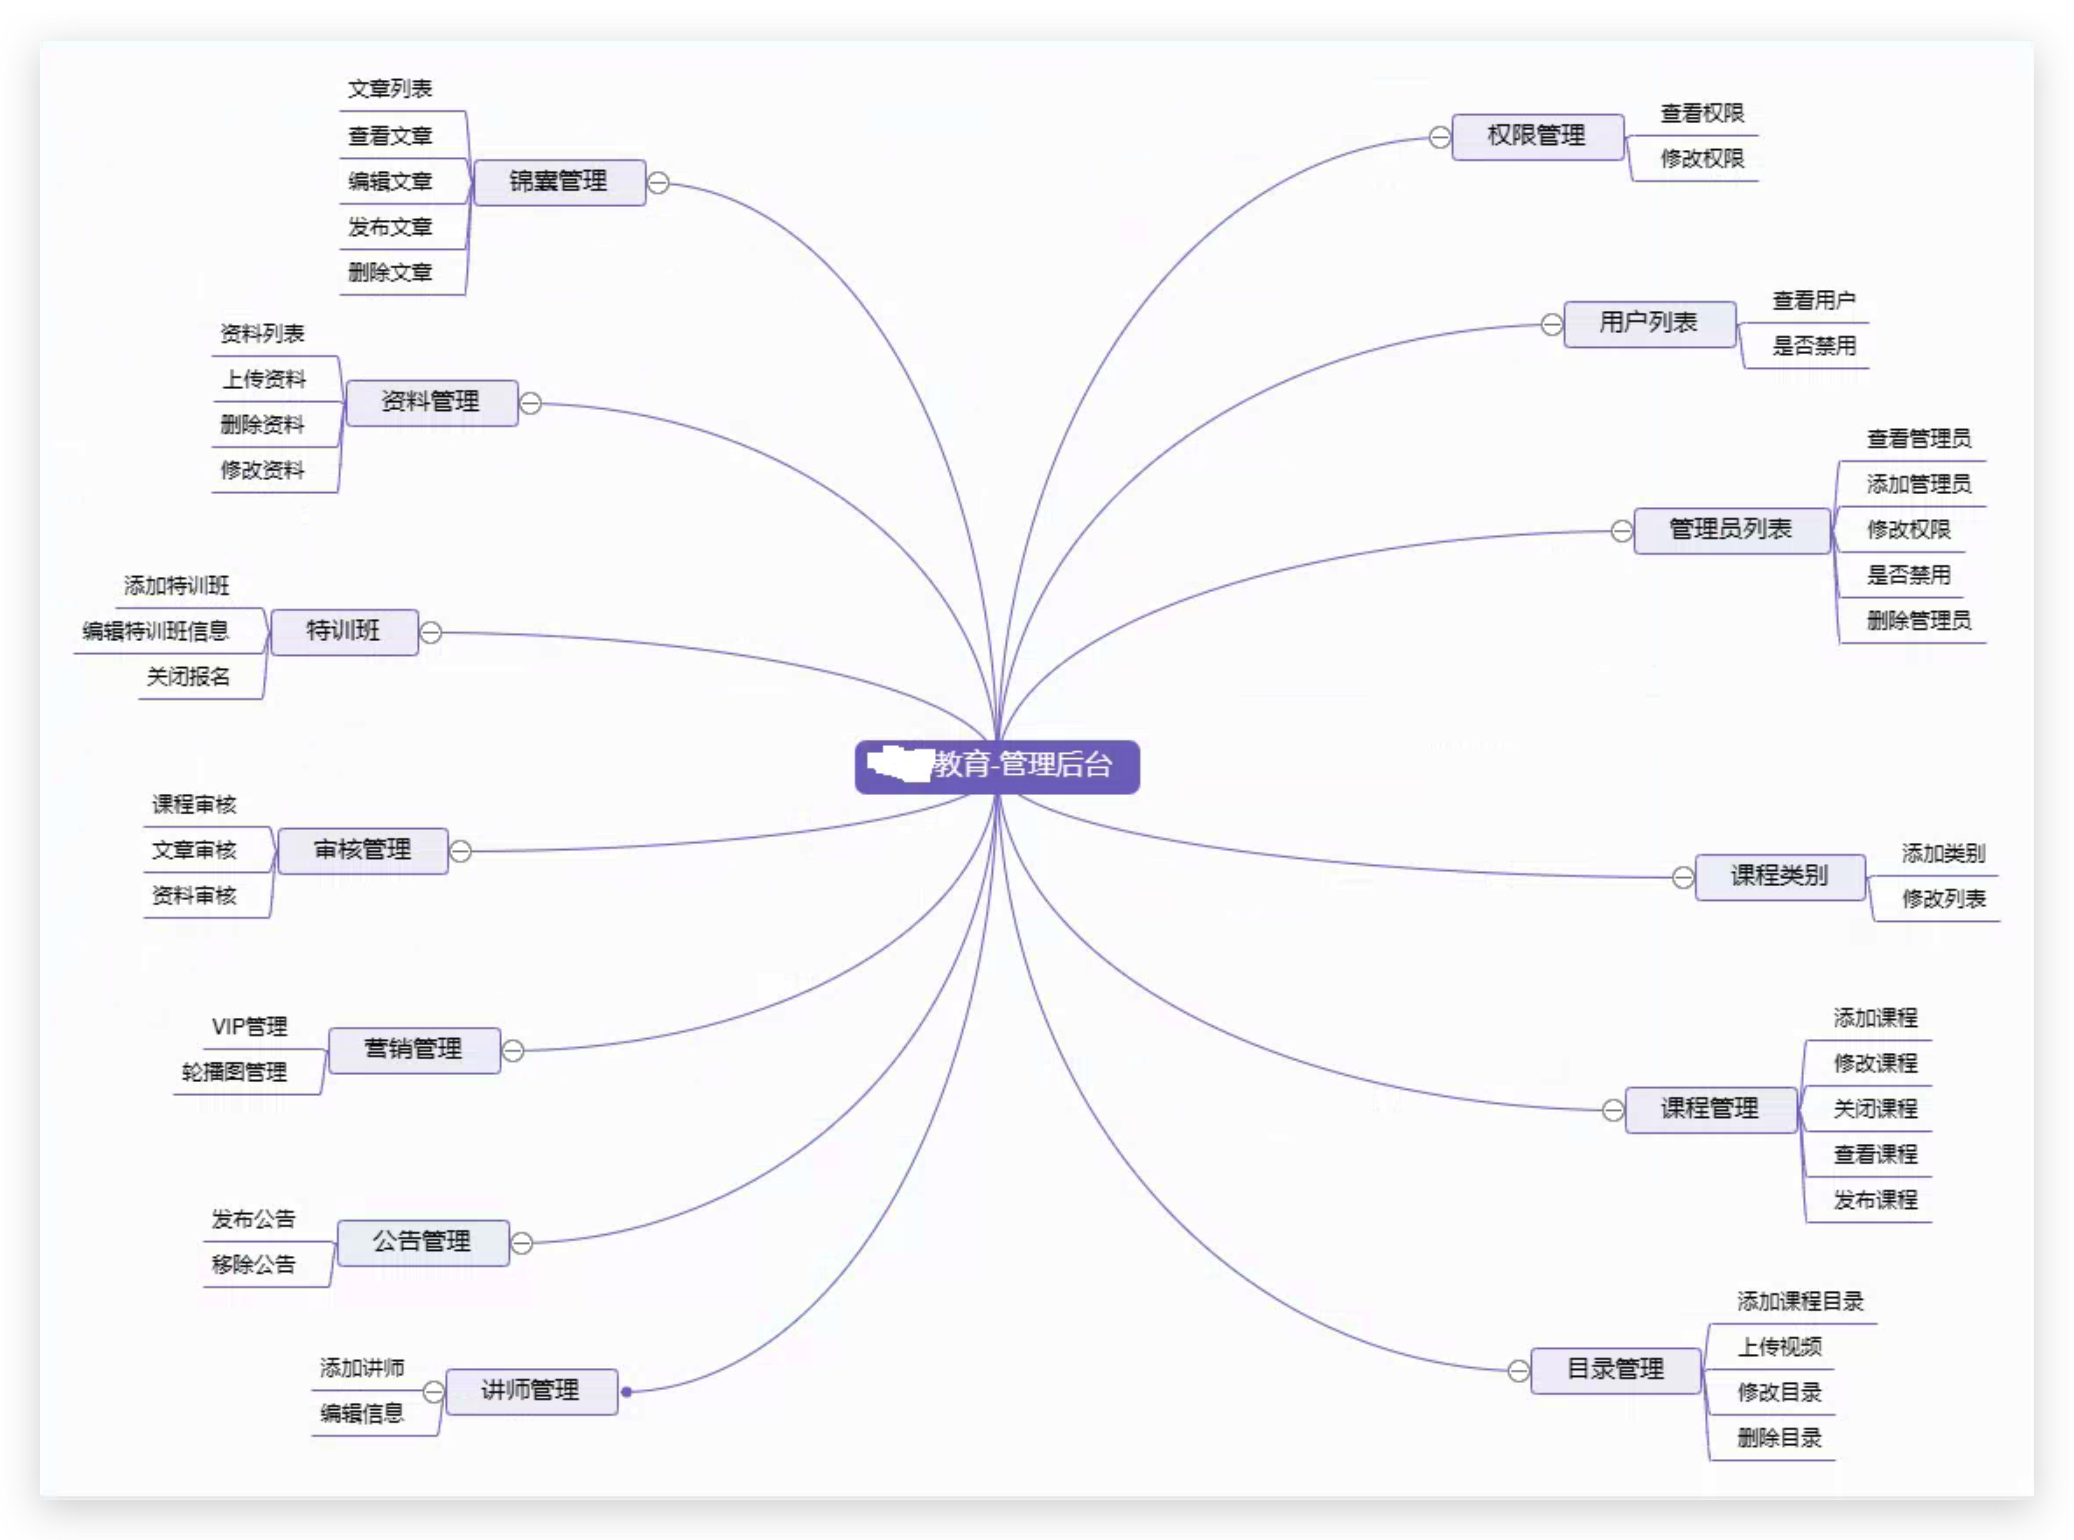 教育-管理后台
锦囊管理
文章列表
查看文章
编辑文章
发布文章
删除文章
资料管理
资料列表
上传资料
删除资料
修改资料
特训班
添加特训班
编辑特训班信息
关闭报名
审核管理
课程审核
文章审核
资料审核
营销管理
VIP管理
轮播图管理
公告管理
发布公告
移除公告
讲师管理
添加讲师
编辑信息
权限管理
查看权限
修改权限
用户列表
查看用户
是否禁用
管理员列表
查看管理员
添加管理员
修改权限
是否禁用
删除管理员
课程类别
添加类别
修改列表
课程管理
添加课程
修改课程
关闭课程
查看课程
发布课程
目录管理
添加课程目录
上传视频
修改目录
删除目录